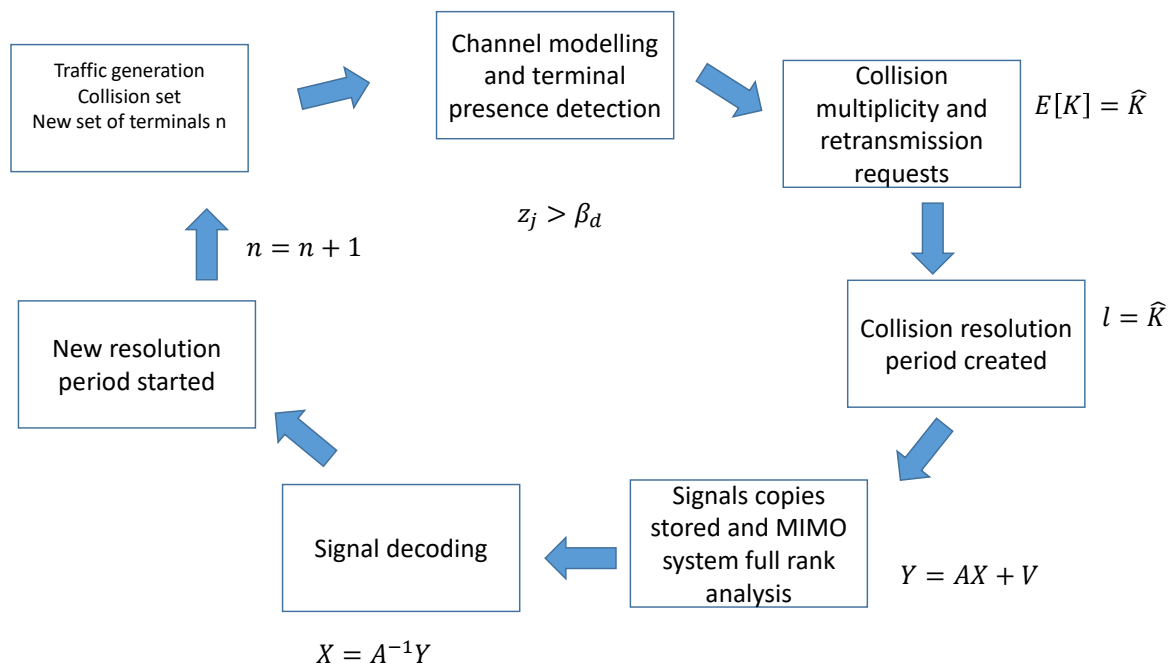 Traffic generation
Collision set
New set of terminals n
Channel modelling
and terminal
presence detection
Collision
multiplicity and
retransmission
requests
E[K] = K̂
z_j > β_d
n = n + 1
Collision resolution
period created
l = K̂
New resolution
period started
Signals copies
stored and MIMO
system full rank
analysis
Y = AX + V
Signal decoding
X = A⁻¹Y